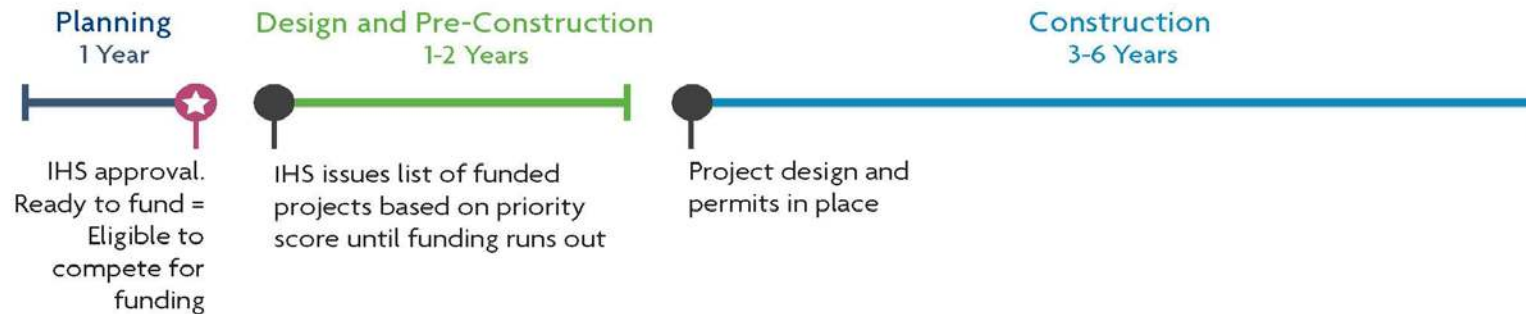 Planning
1 Year
Design and Pre-Construction
1-2 Years
Construction
3-6 Years
IHS approval.
Ready to fund =
Eligible to
compete for
funding
IHS issues list of funded
projects based on priority
score until funding runs out
Project design and
permits in place